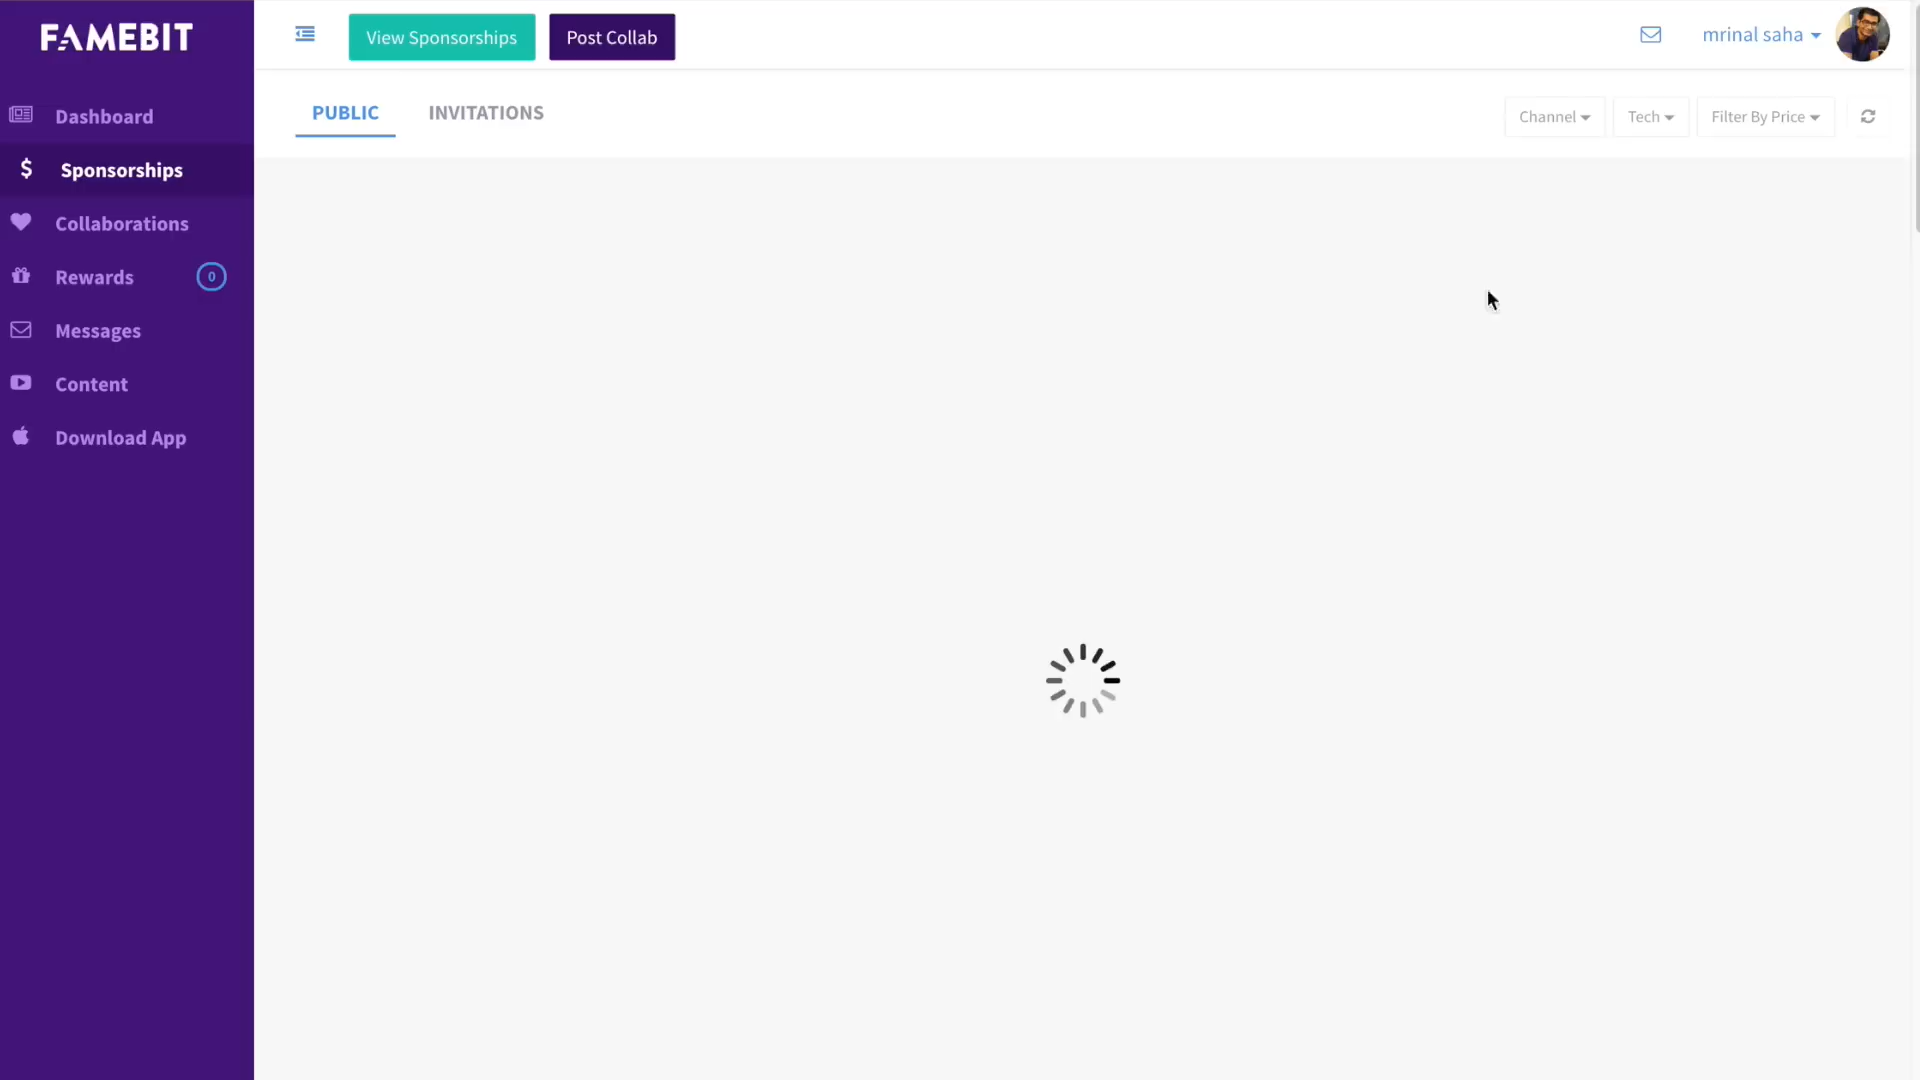 FAMEBIT
View Sponsorships
Post Collab
mrinal saha
Dashboard
Sponsorships
Collaborations
Rewards 0
Messages
Content
Download App
PUBLIC
INVITATIONS
Channel
Tech
Filter By Price